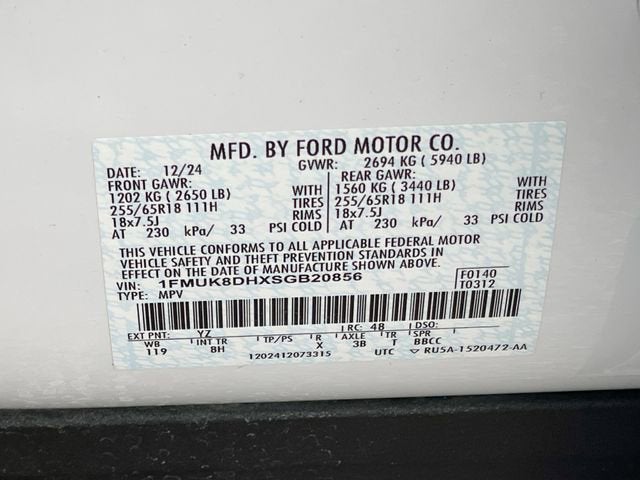 MFD. BY FORD MOTOR CO.
DATE: 12/24 GVWR: 2694 KG ( 5940 LB)
FRONT GAWR: REAR GAWR:
1202 KG ( 2650 LB) WITH 1560 KG ( 3440 LB) WITH
255/65R18 111H TIRES 255/65R18 111H TIRES
18x7.5J RIMS 18x7.5J RIMS
AT 230 kPa/ 33 PSI COLD AT 230 kPa/ 33 PSI COLD
THIS VEHICLE CONFORMS TO ALL APPLICABLE FEDERAL MOTOR
VEHICLE SAFETY AND THEFT PREVENTION STANDARDS IN
EFFECT ON THE DATE OF MANUFACTURE SHOWN ABOVE.
VIN: 1FMUK8DHXSGB20856 F0140
TYPE: MPV T0312
EXT PNT: YZ RC: 48 DSO:
WB INT TR TP/PS R AXLE TR SPR
119 8H X 3B T BBCC
1202412073315 UTC RU5A-1520472-AA